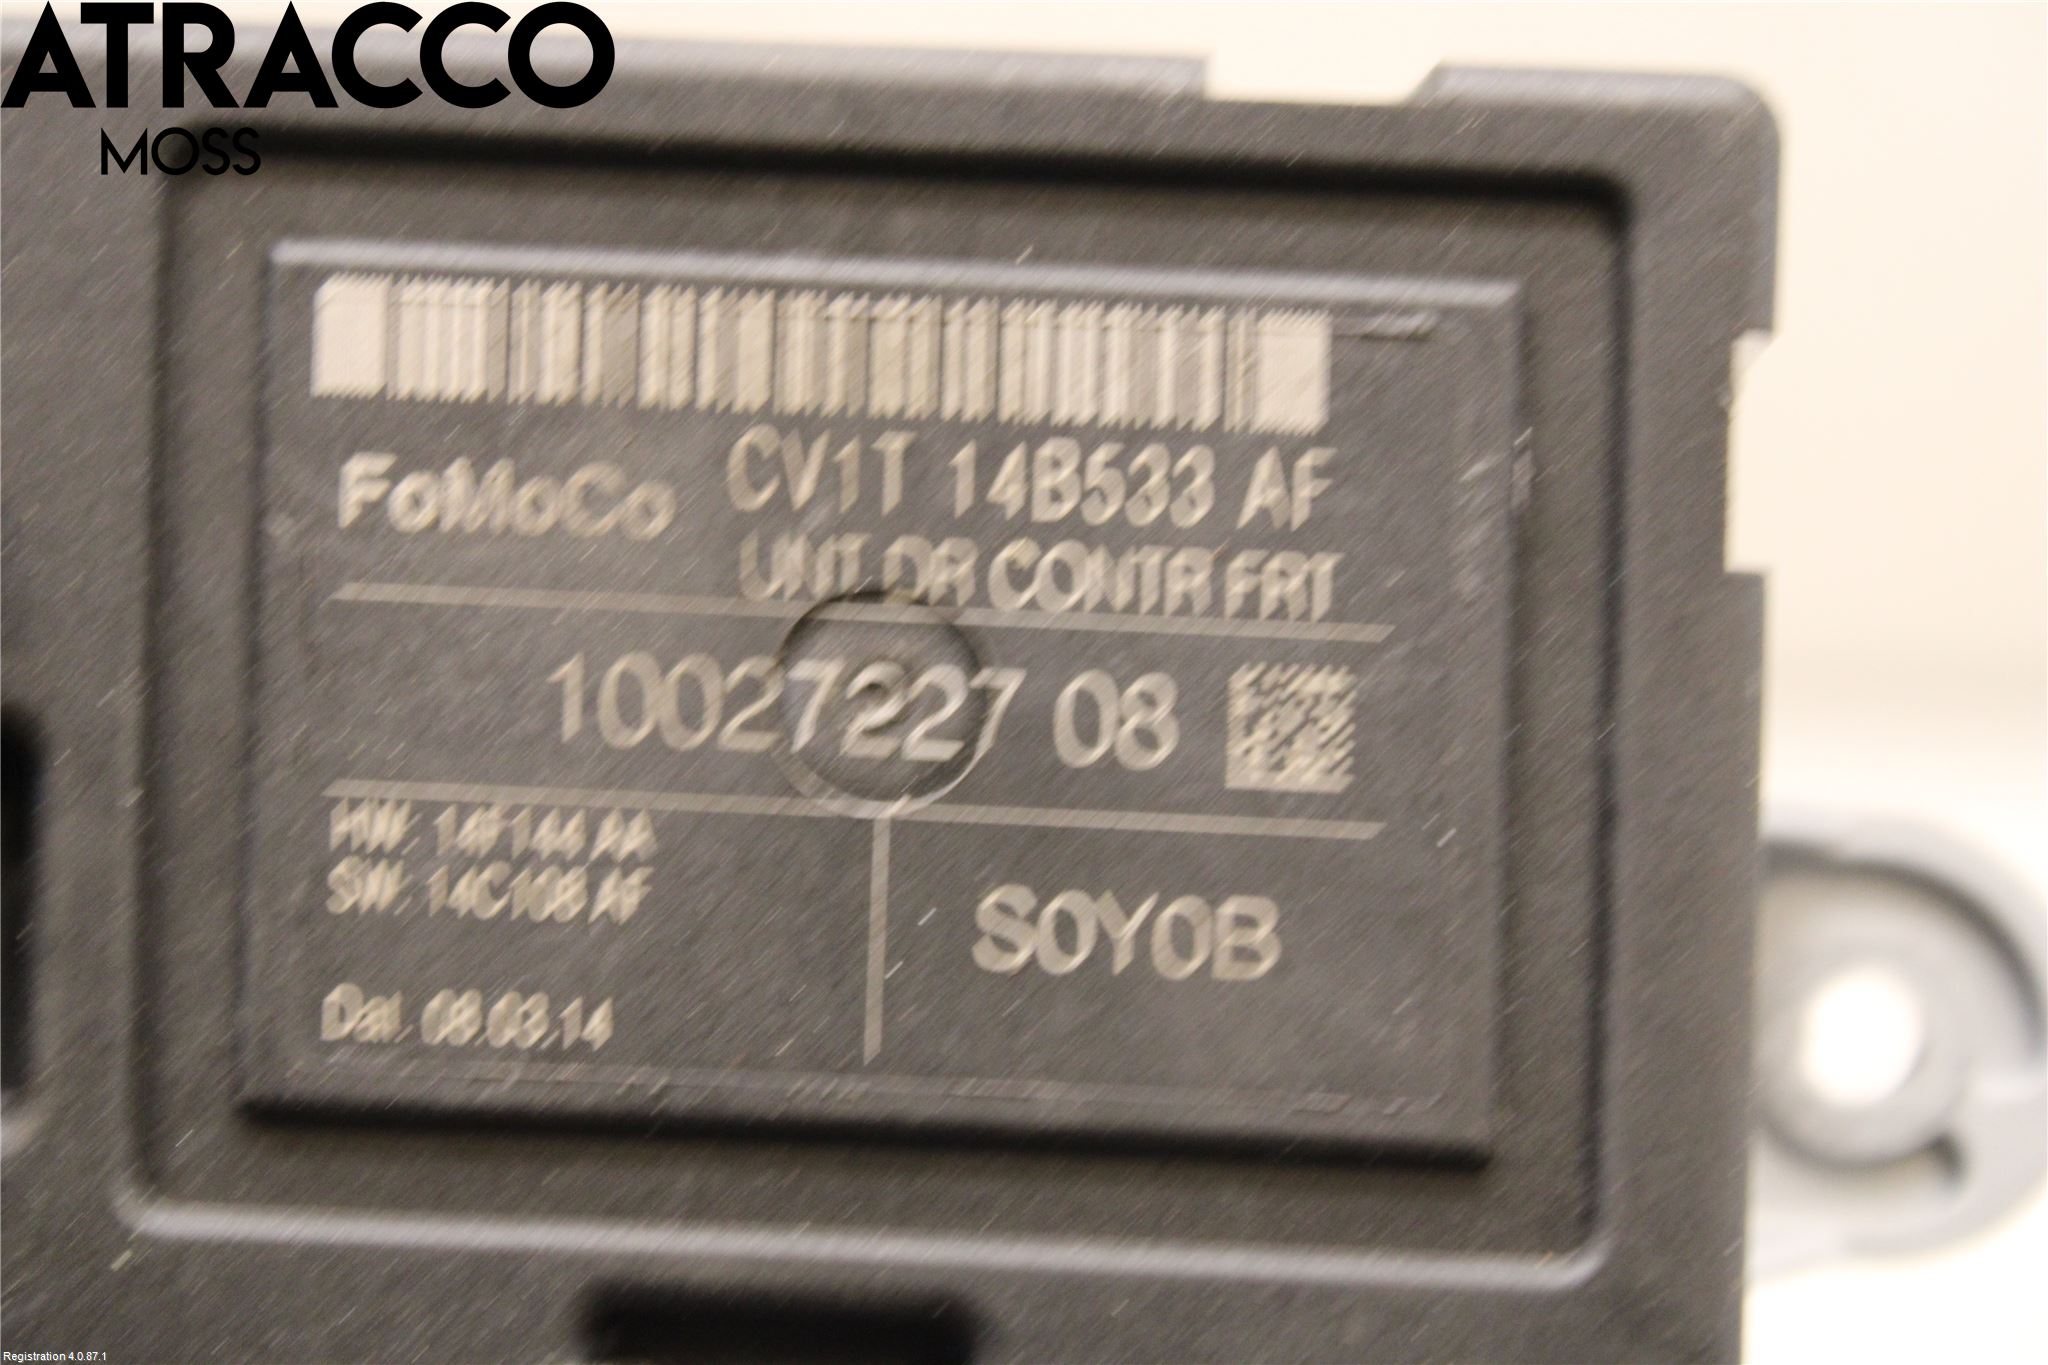 ATRACCO
MOSS
FoMoCo CV1T 14B533 AF
UNIT DR CONTR FRT
10027227 08
HW: 14F144 AA
SW: 14C108 AF
S0Y0B
Dat. 08.03.14
Registration 4.0.87.1